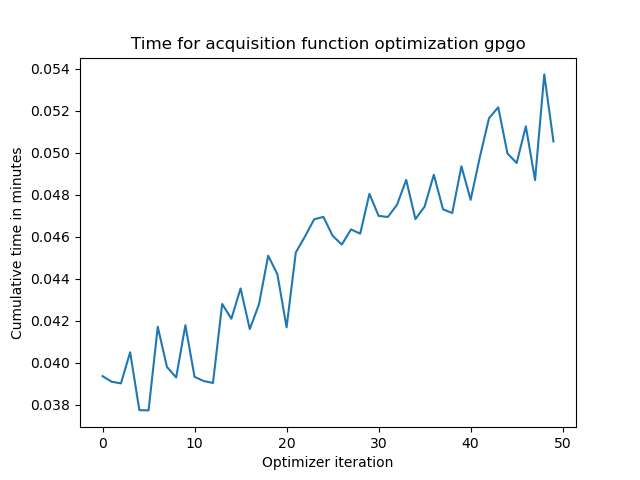 Time for acquisition function optimization gpgo
0.054
0.052
0.050
0.048
0.046
0.044
0.042
0.040
0.038
Cumulative time in minutes
0 10 20 30 40 50
Optimizer iteration